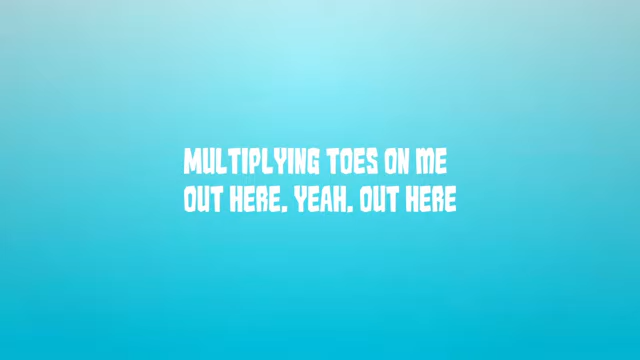 MULTIPLYING TOES ON ME
OUT HERE. YEAH. OUT HERE